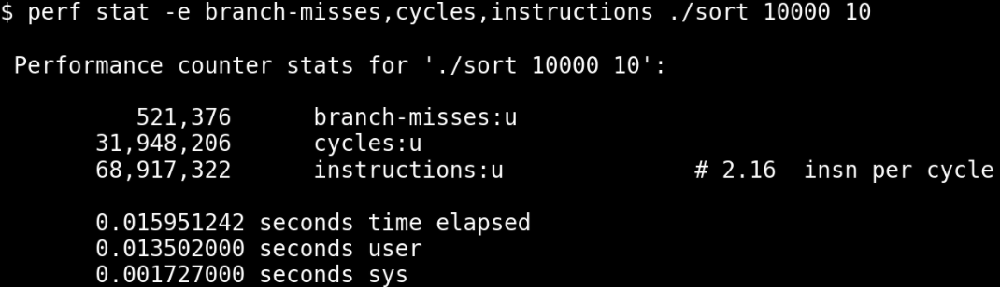 $ perf stat -e branch-misses,cycles,instructions ./sort 10000 10
Performance counter stats for './sort 10000 10':
521,376 branch-misses:u
31,948,206 cycles:u
68,917,322 instructions:u # 2.16 insn per cycle
0.015951242 seconds time elapsed
0.013502000 seconds user
0.001727000 seconds sys